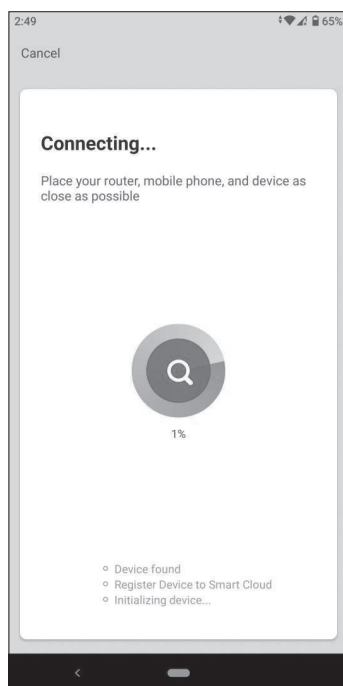 2:49 65%
Cancel
Connecting...
Place your router, mobile phone, and device as
close as possible
1%
Device found
Register Device to Smart Cloud
Initializing device...